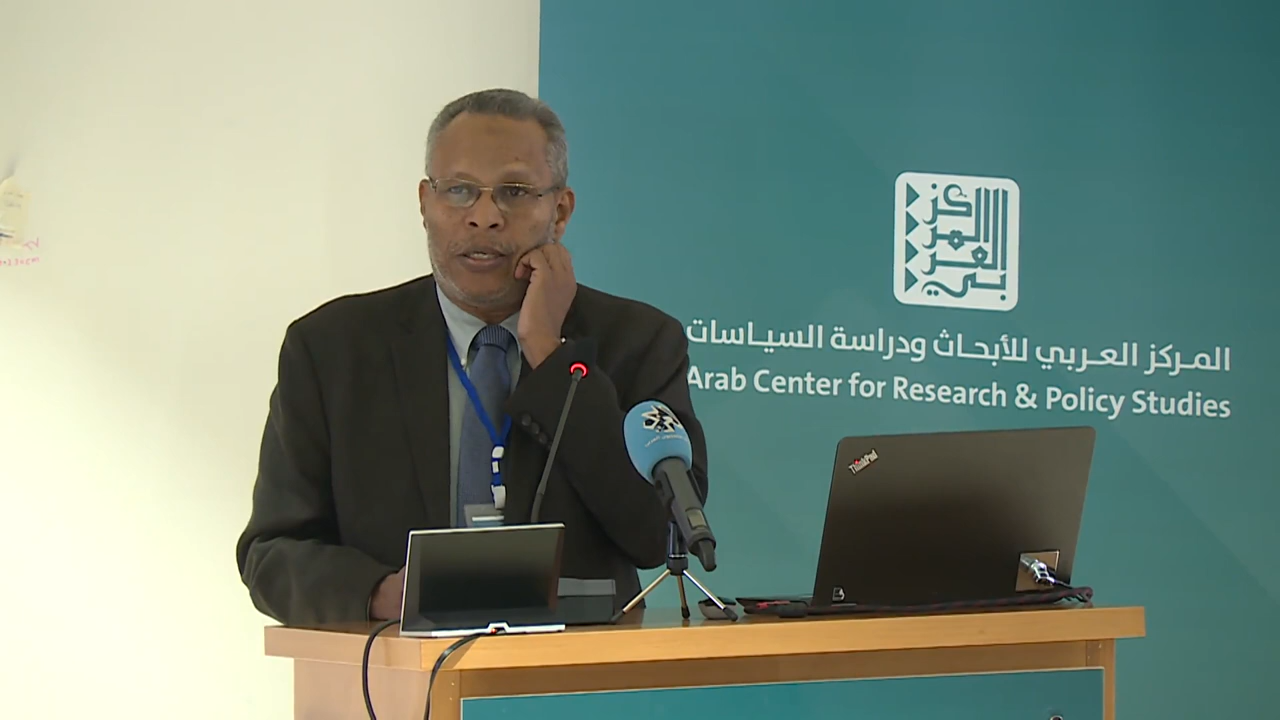 المركز
العربي
المركز العربي للأبحاث ودراسة السياسات
Arab Center for Research & Policy Studies
ThinkPad